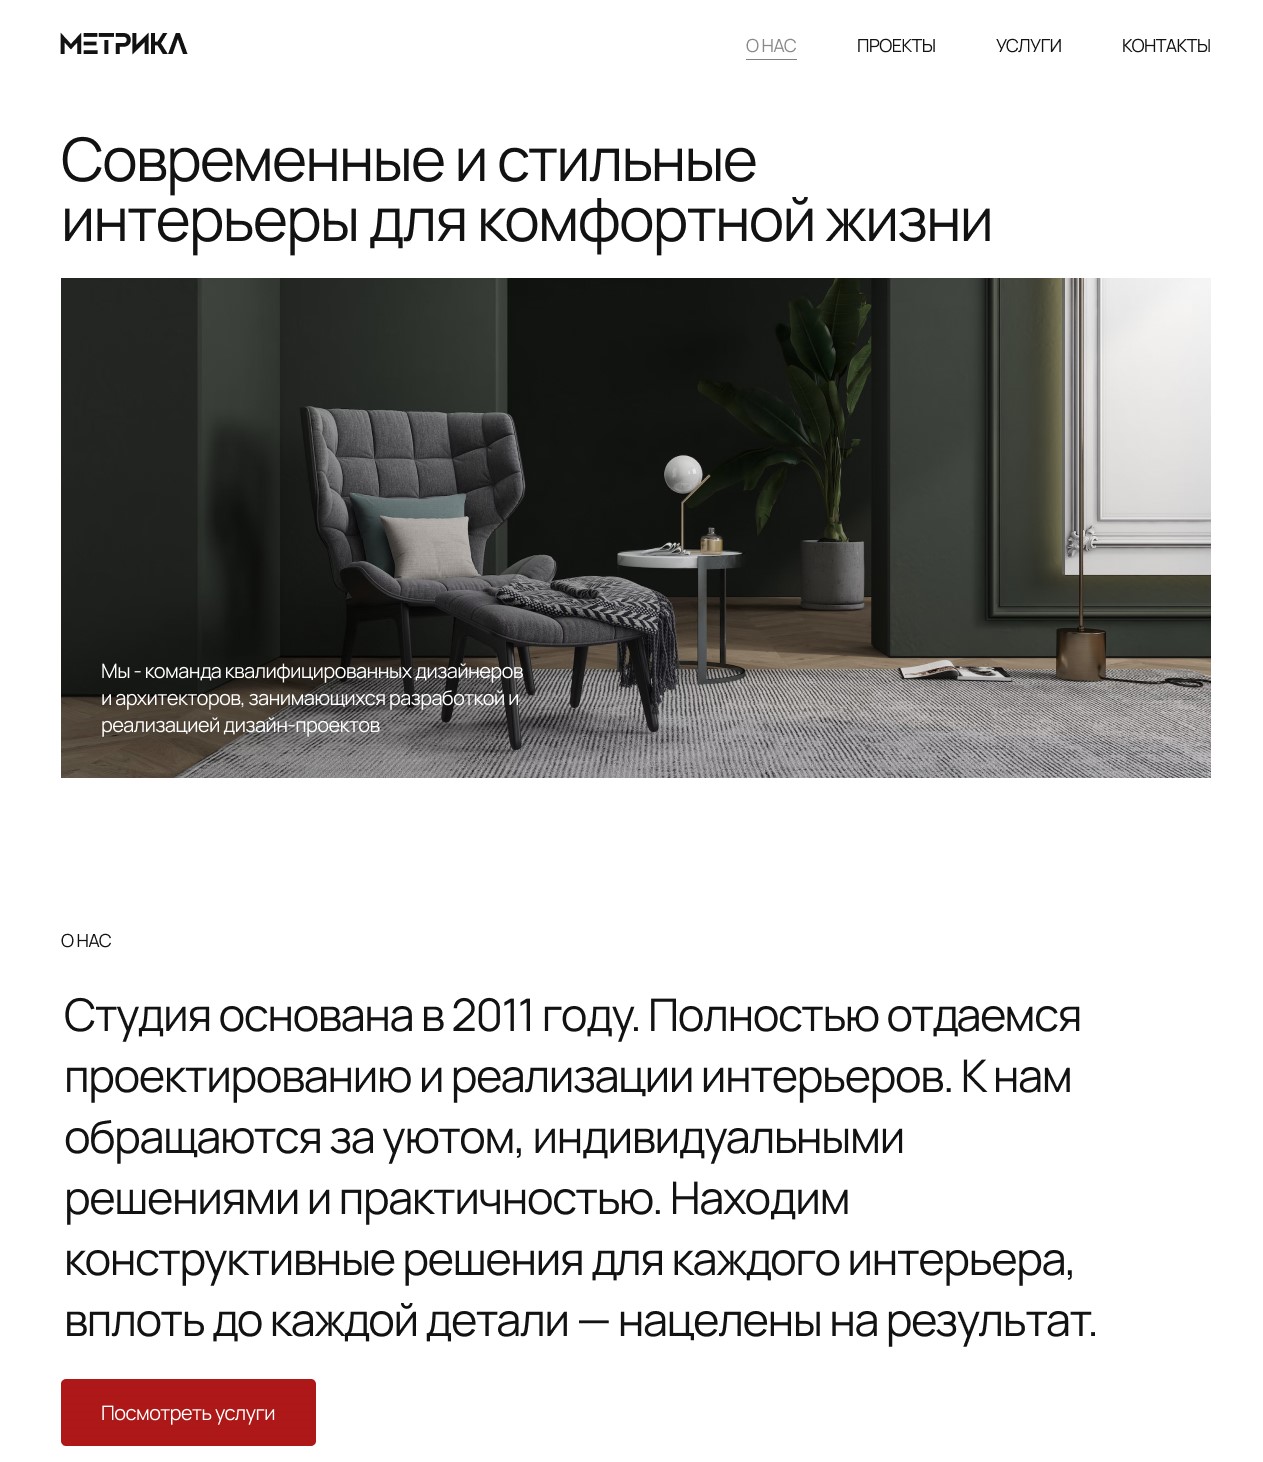 МЕТРИКА
О НАС
ПРОЕКТЫ
УСЛУГИ
КОНТАКТЫ
Современные и стильные
интерьеры для комфортной жизни
Мы - команда квалифицированных дизайнеров
и архитекторов, занимающихся разработкой и
реализацией дизайн-проектов
О НАС
Студия основана в 2011 году. Полностью отдаемся
проектированию и реализации интерьеров. К нам
обращаются за уютом, индивидуальными
решениями и практичностью. Находим
конструктивные решения для каждого интерьера,
вплоть до каждой детали — нацелены на результат.
Посмотреть услуги